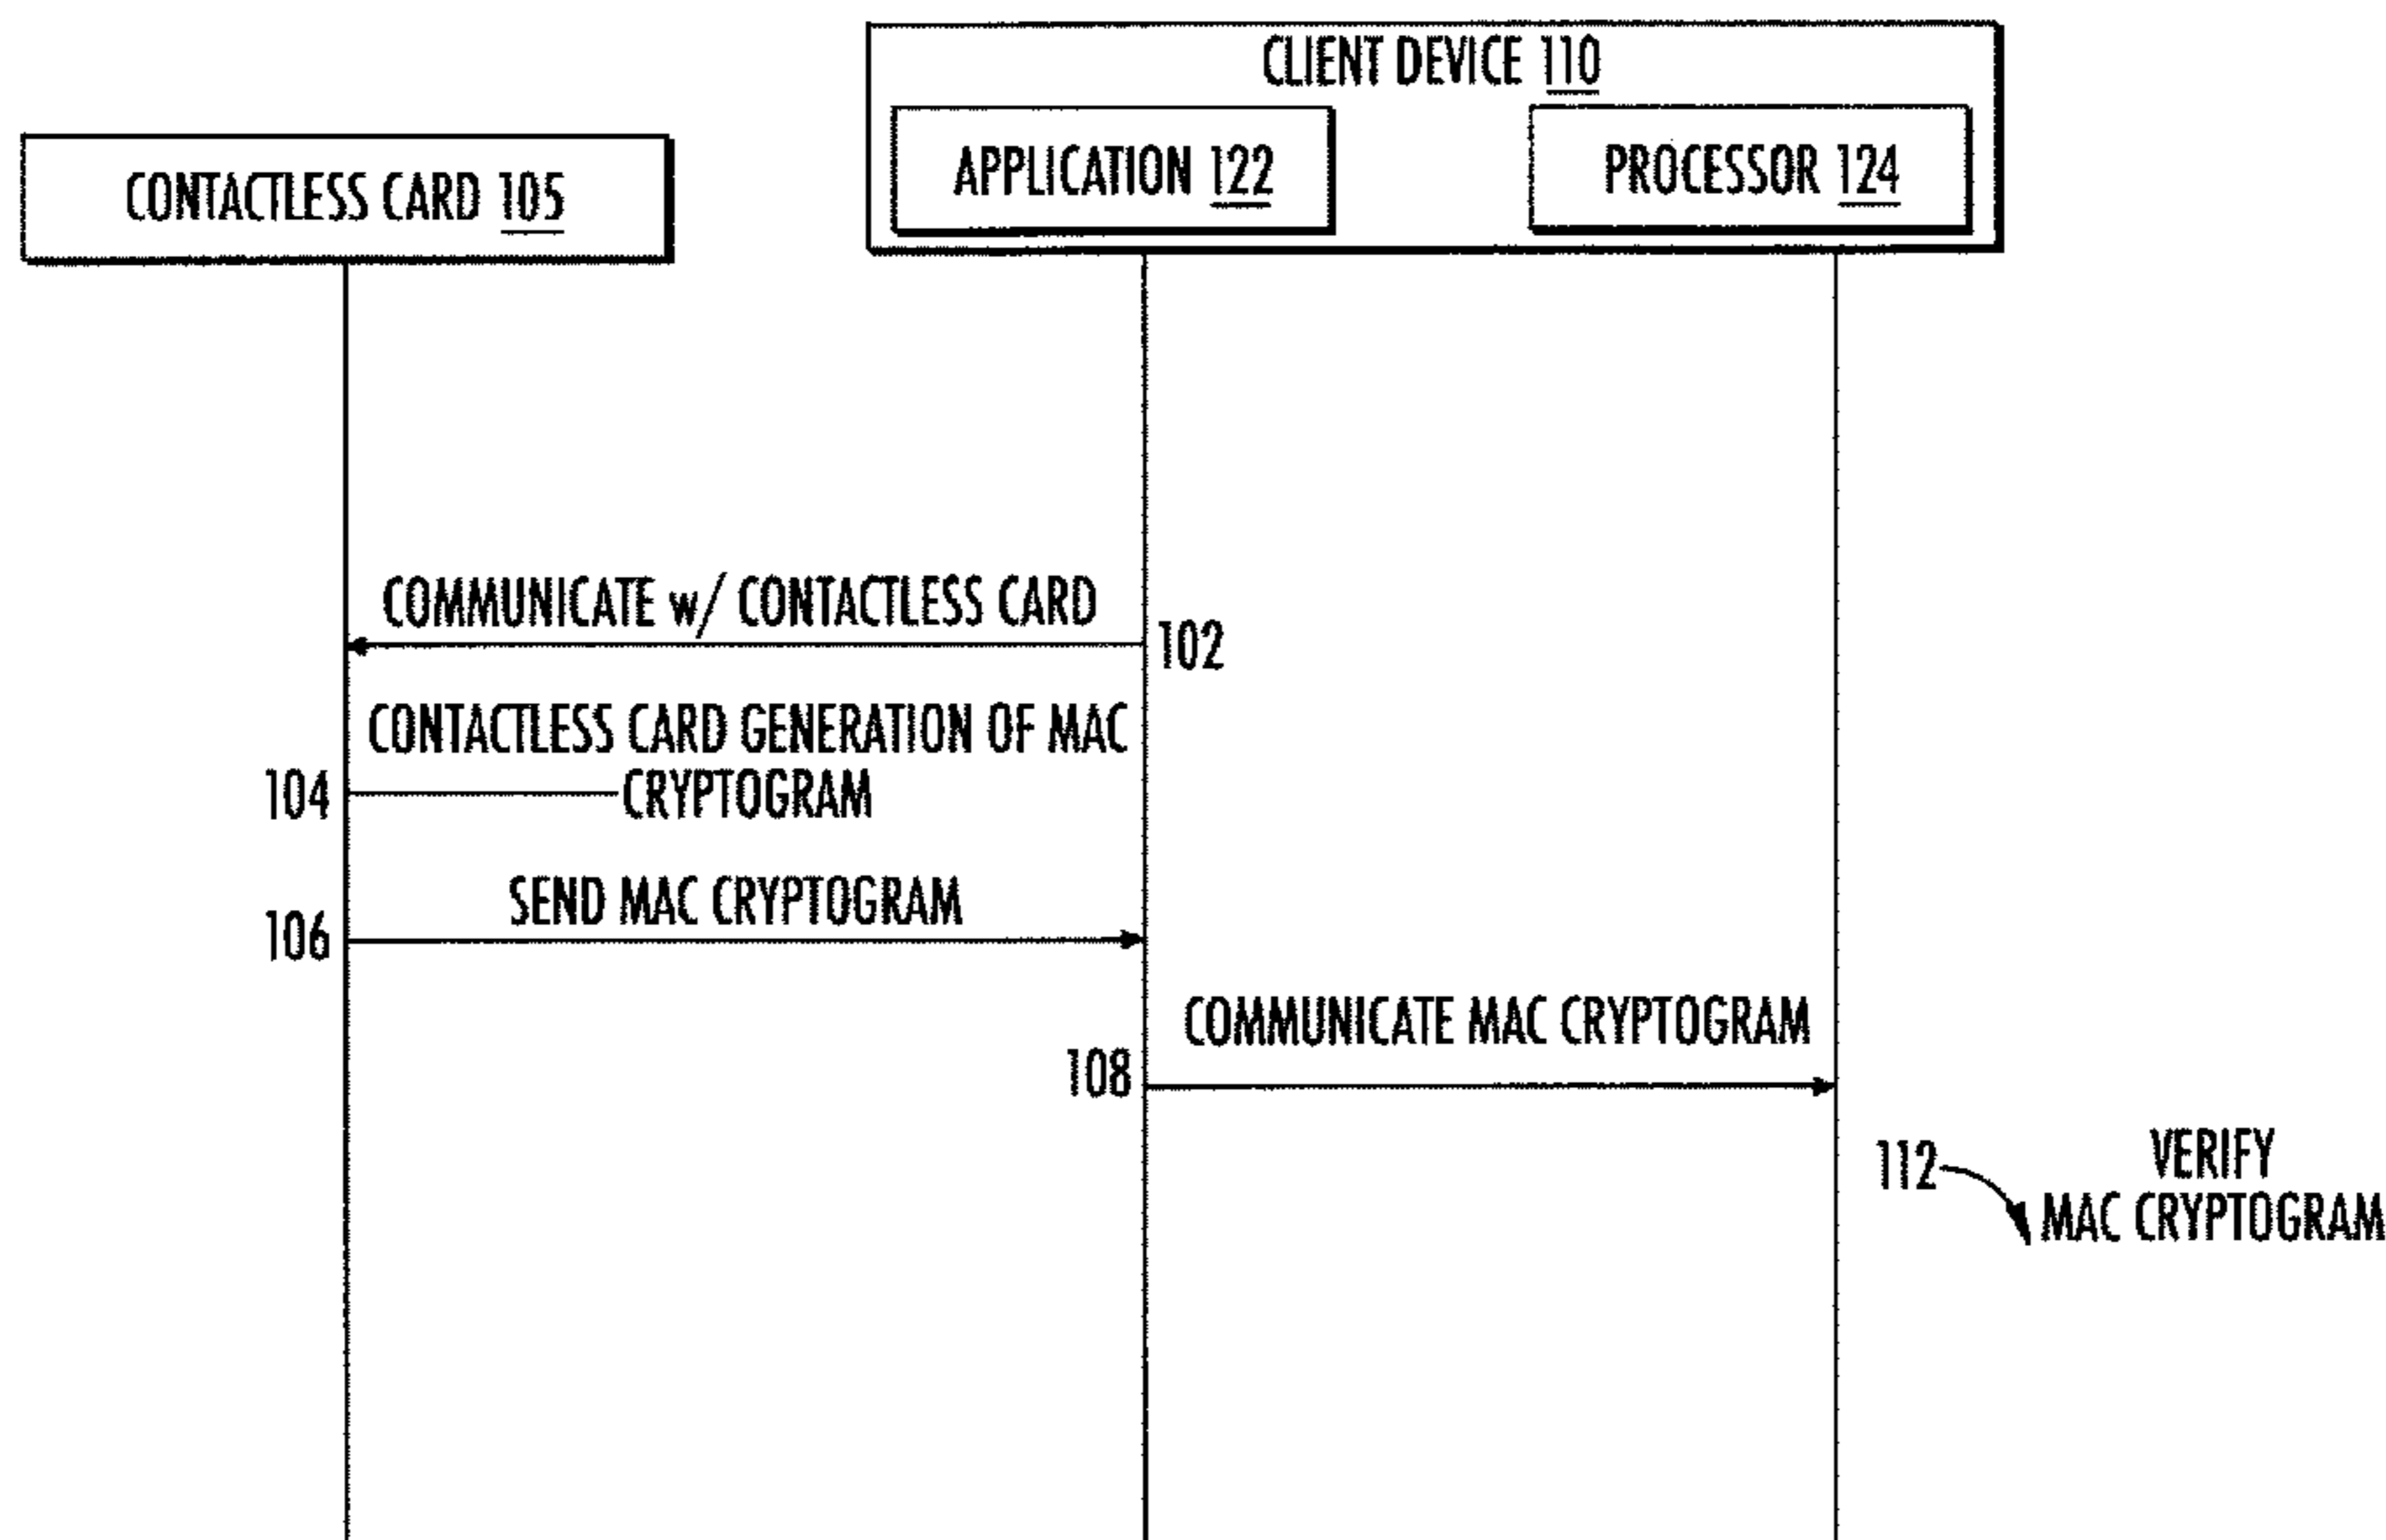 CLIENT DEVICE 110
CONTACTLESS CARD 105
APPLICATION 122
PROCESSOR 124
COMMUNICATE w/ CONTACTLESS CARD
102
CONTACTLESS CARD GENERATION OF MAC
104
CRYPTOGRAM
SEND MAC CRYPTOGRAM
106
COMMUNICATE MAC CRYPTOGRAM
108
112
VERIFY
MAC CRYPTOGRAM